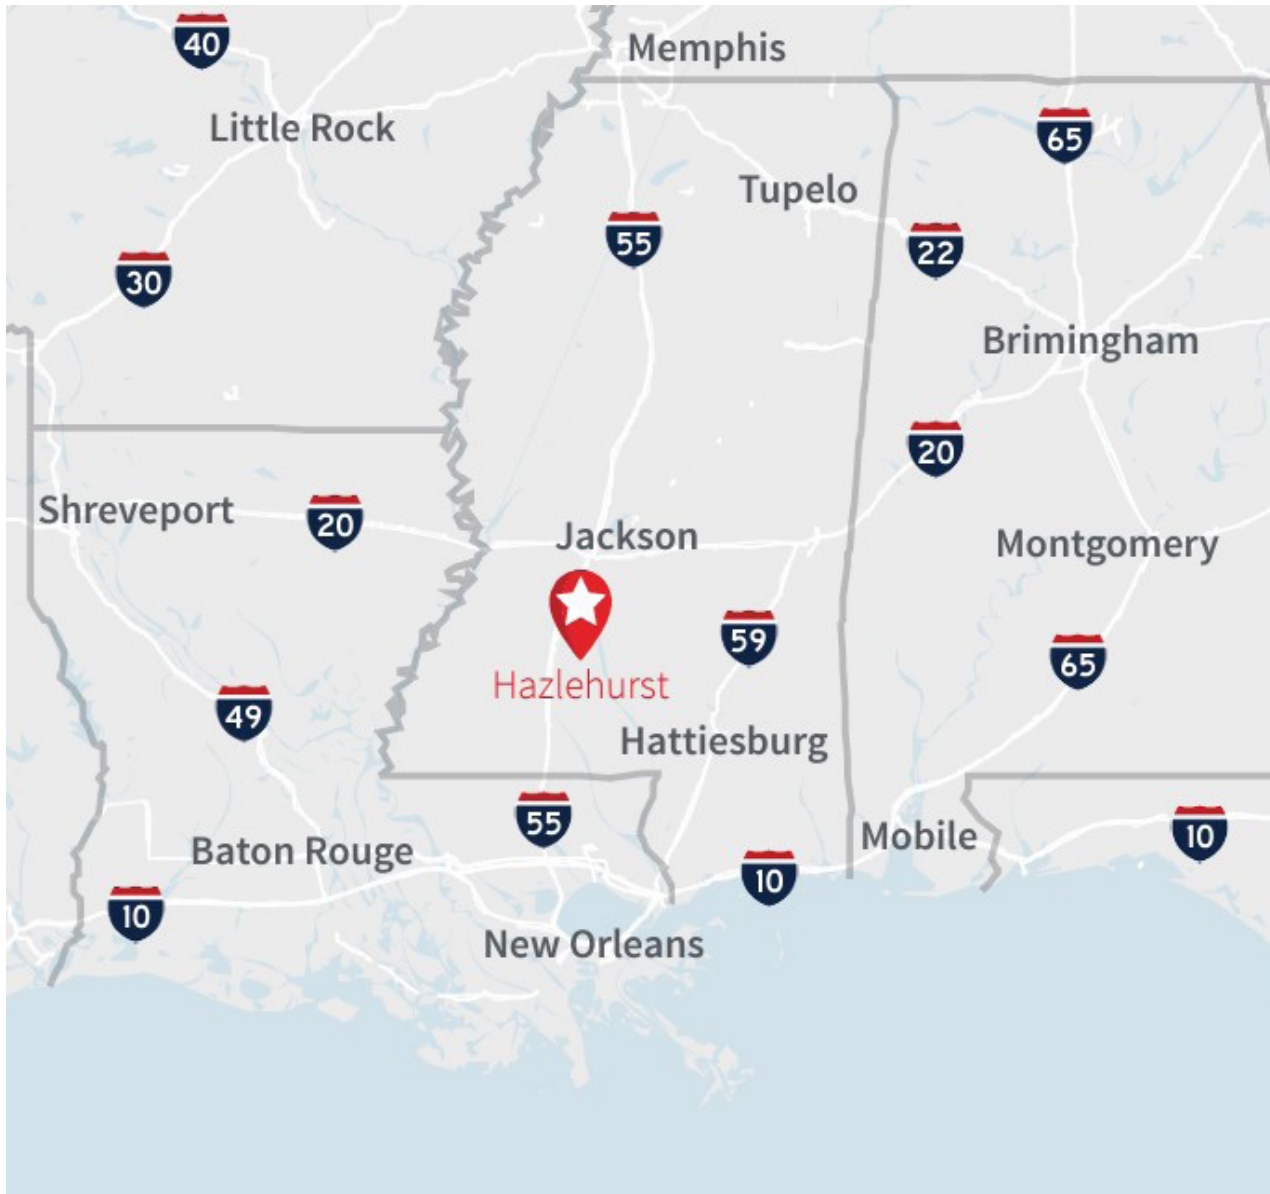 40
Memphis
Little Rock
65
Tupelo
55
22
30
Brimingham
20
Shreveport
20
Jackson
Montgomery
59
65
Hazlehurst
49
Hattiesburg
55
Mobile
10
Baton Rouge
10
10
New Orleans